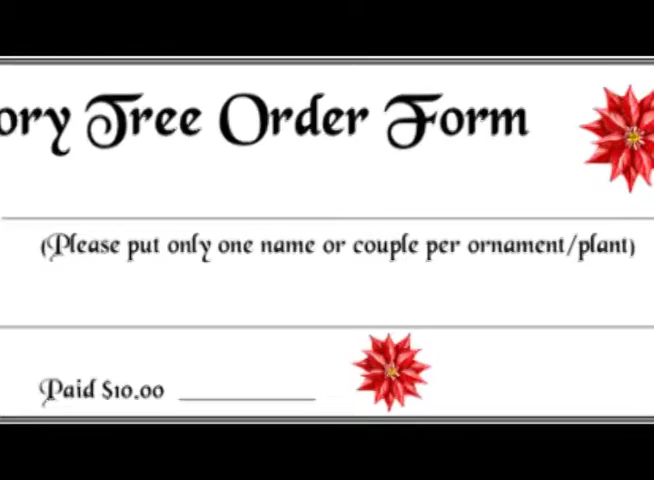 ory Tree Order Form
(Please put only one name or couple per ornament/plant)
Paid $10.00